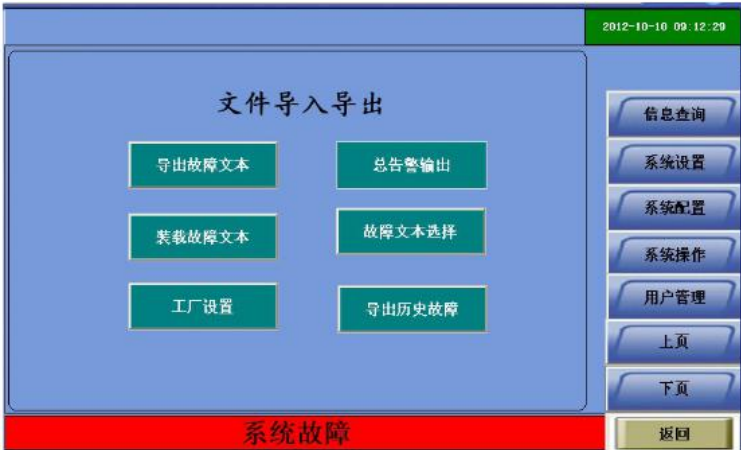 2012-10-10 09:12:29
文件导入导出
导出故障文本
总告警输出
装载故障文本
故障文本选择
工厂设置
导出历史故障
信息查询
系统设置
系统配置
系统操作
用户管理
上页
下页
系统故障
返回